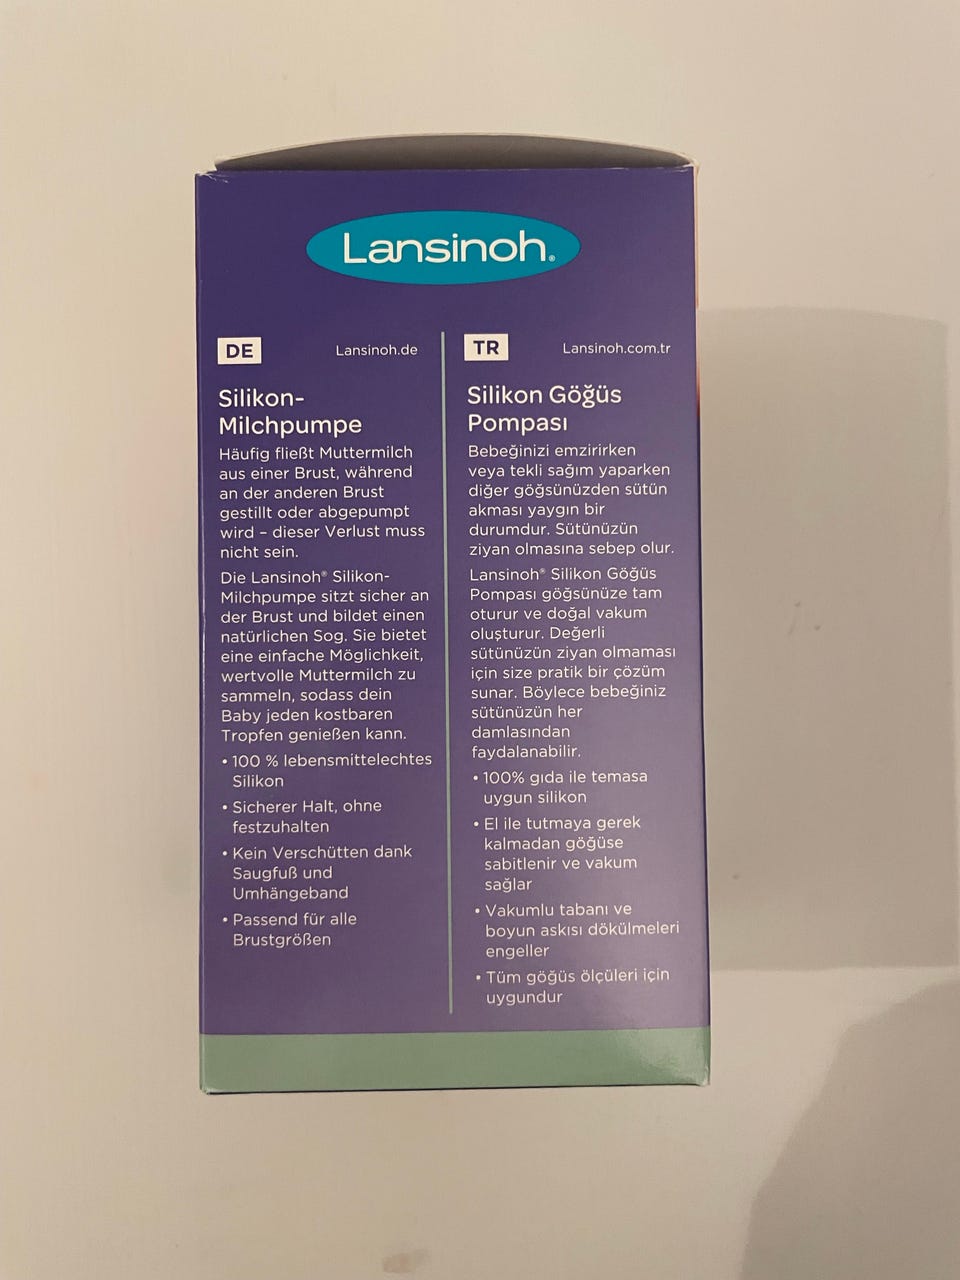 Lansinoh®
DE
Lansinoh.de
Silikon-
Milchpumpe
Häufig fließt Muttermilch
aus einer Brust, während
an der anderen Brust
gestillt oder abgepumpt
wird – dieser Verlust muss
nicht sein.
Die Lansinoh® Silikon-
Milchpumpe sitzt sicher an
der Brust und bildet einen
natürlichen Sog. Sie bietet
eine einfache Möglichkeit,
wertvolle Muttermilch zu
sammeln, sodass dein
Baby jeden kostbaren
Tropfen genießen kann.
• 100 % lebensmittelechtes
Silikon
• Sicherer Halt, ohne
festzuhalten
• Kein Verschütten dank
Saugfuß und
Umhängeband
• Passend für alle
Brustgrößen
TR
Lansinoh.com.tr
Silikon Göğüs
Pompası
Bebeğinizi emzirirken
veya tekli sağım yaparken
diğer göğsünüzden sütün
akması yaygın bir
durumdur. Sütünüzün
ziyan olmasına sebep olur.
Lansinoh® Silikon Göğüs
Pompası göğsünüze tam
oturur ve doğal vakum
oluşturur. Değerli
sütünüzün ziyan olmaması
için size pratik bir çözüm
sunar. Böylece bebeğiniz
sütünüzün her
damlasından
faydalanabilir.
• 100% gıda ile temasa
uygun silikon
• El ile tutmaya gerek
kalmadan göğüse
sabitlenir ve vakum
sağlar
• Vakumlu tabanı ve
boyun askısı dökülmeleri
engeller
• Tüm göğüs ölçüleri için
uygundur